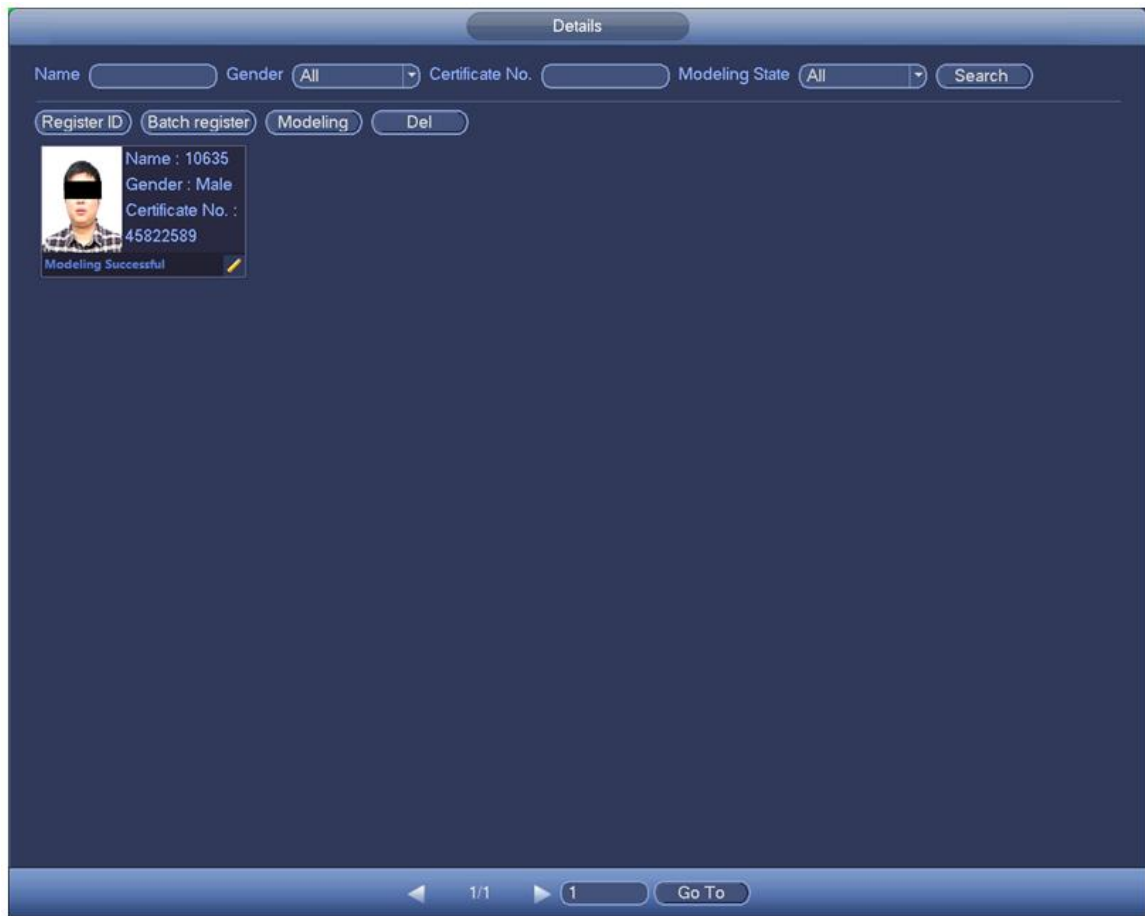 Details
Name Gender All Certificate No. Modeling State All Search
Register ID Batch register Modeling Del
Name : 10635
Gender : Male
Certificate No. :
45822589
Modeling Successful
1/1 1 Go To